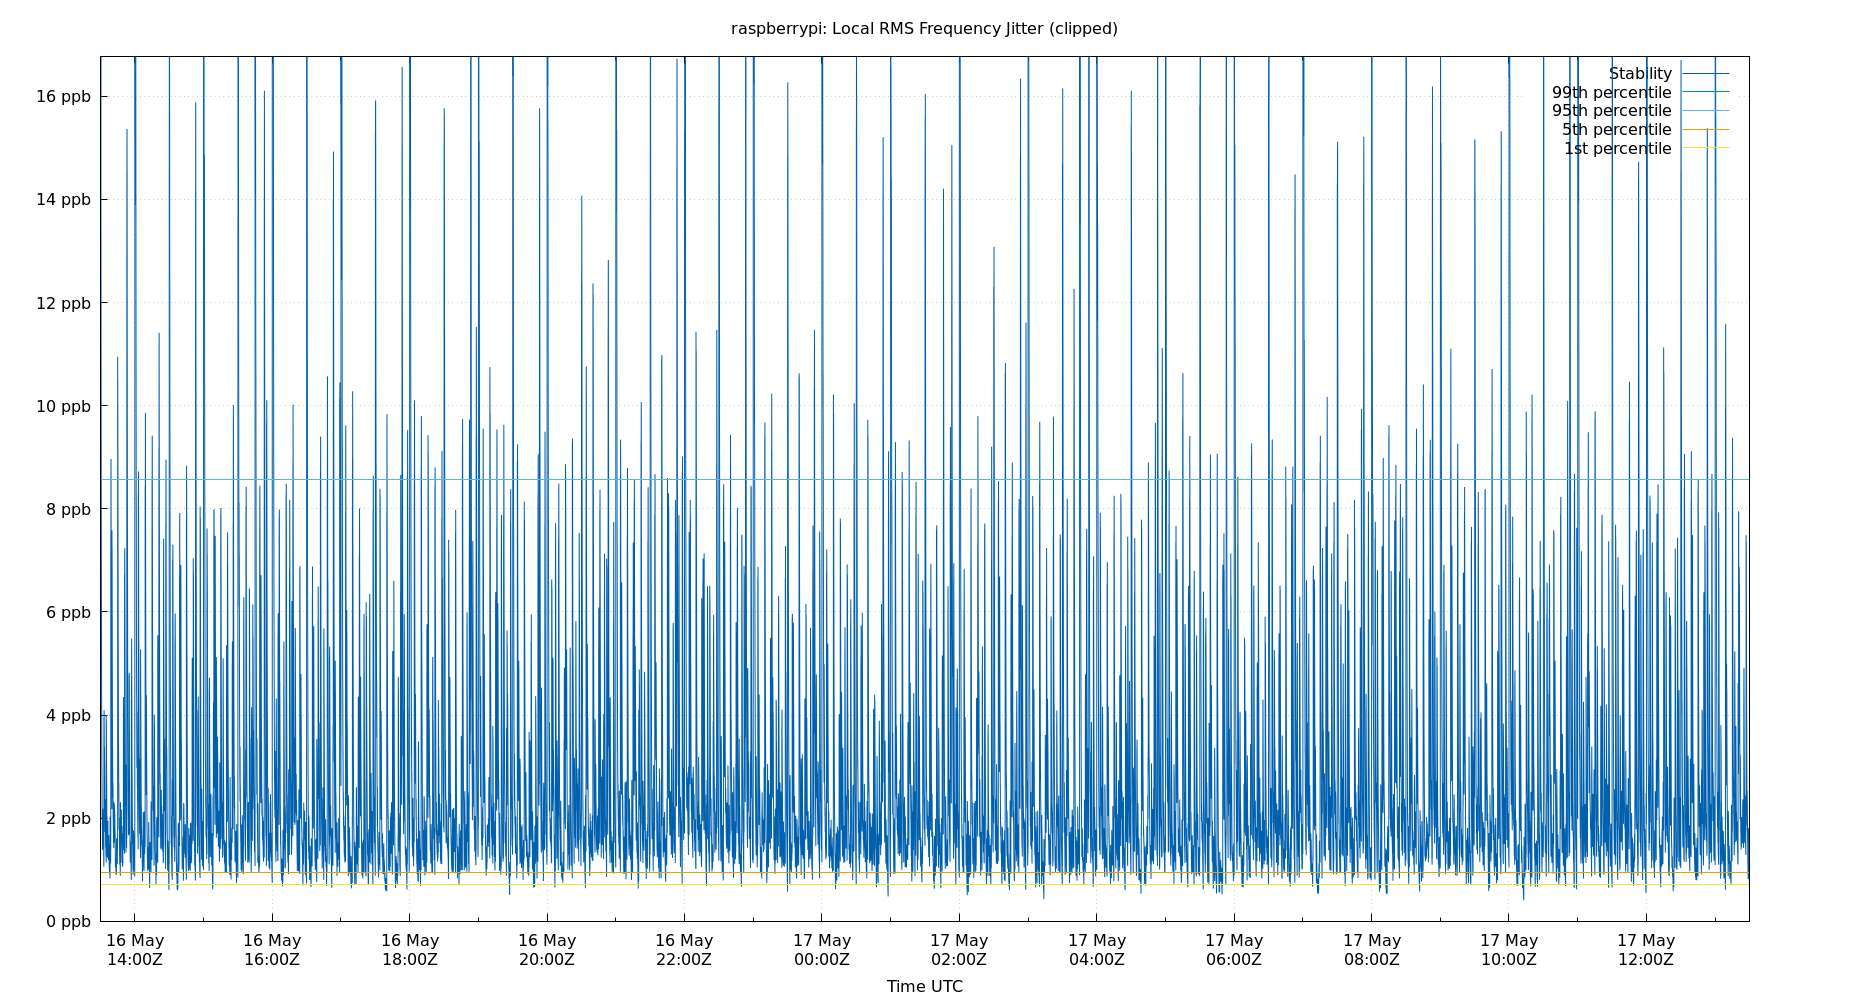 raspberrypi: Local RMS Frequency Jitter (clipped)
Stability
99th percentile
95th percentile
5th percentile
1st percentile
16 ppb
14 ppb
12 ppb
10 ppb
8 ppb
6 ppb
4 ppb
2 ppb
0 ppb
16 May 16 May 16 May 16 May 16 May 17 May 17 May 17 May 17 May 17 May 17 May 17 May
14:00Z 16:00Z 18:00Z 20:00Z 22:00Z 00:00Z 02:00Z 04:00Z 06:00Z 08:00Z 10:00Z 12:00Z
Time UTC